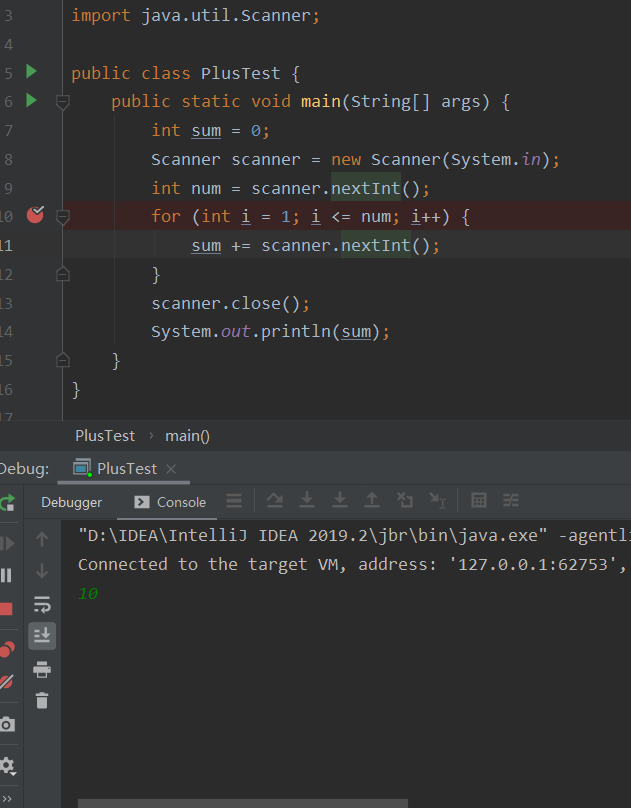 3 import java.util.Scanner;
4
5 public class PlusTest {
6 public static void main(String[] args) {
7 int sum = 0;
8 Scanner scanner = new Scanner(System.in);
9 int num = scanner.nextInt();
10 for (int i = 1; i <= num; i++) {
11 sum += scanner.nextInt();
12 }
13 scanner.close();
14 System.out.println(sum);
15 }
16 }
17
PlusTest › main()
Debug: PlusTest ×
Debugger Console
"D:\IDEA\IntelliJ IDEA 2019.2\jbr\bin\java.exe" -agentli
Connected to the target VM, address: '127.0.0.1:62753',
10